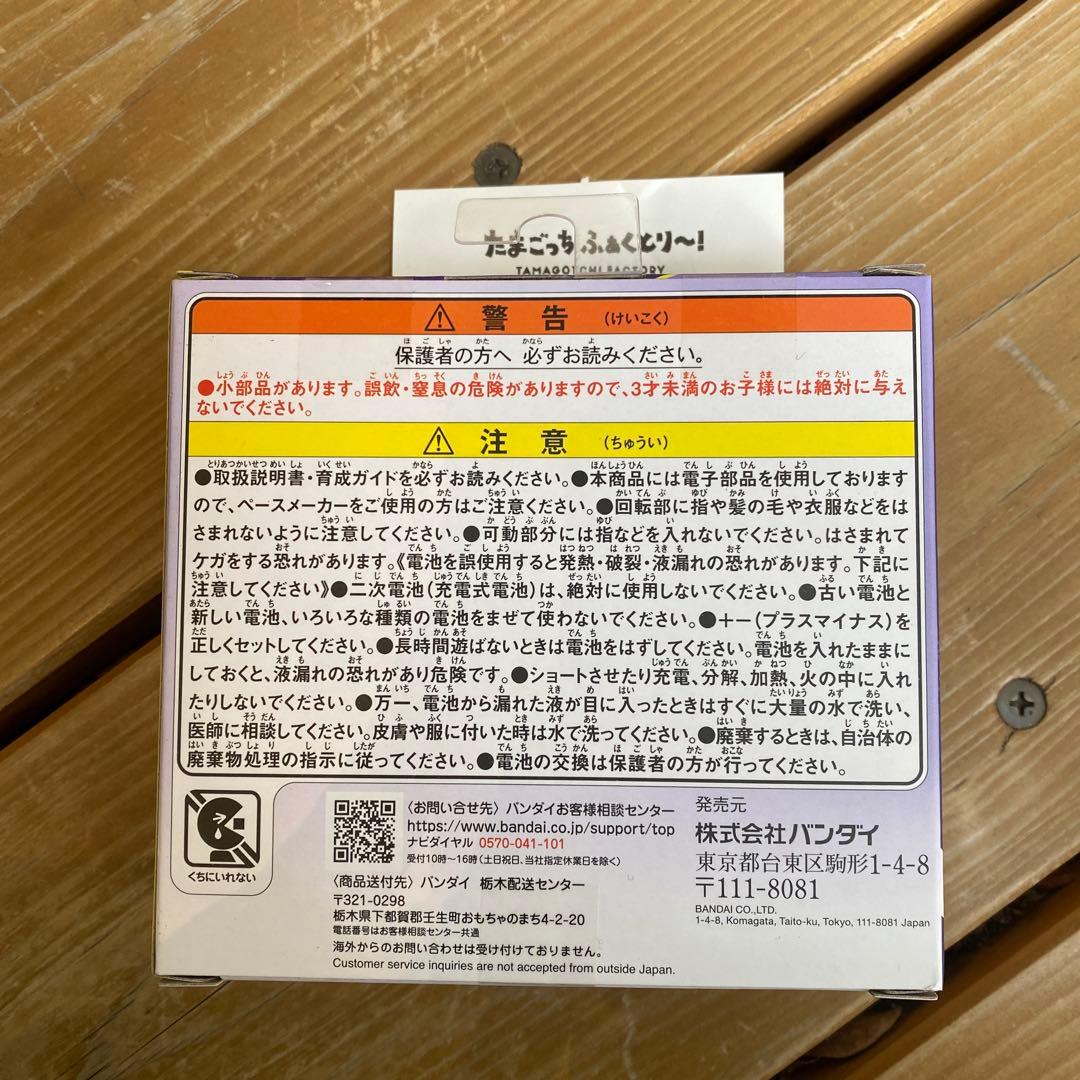 たまごっち ふぁくとり〜!
TAMAGOTCHI FACTORY
警告 (けいこく)
保護者の方へ 必ずお読みください。
●小部品があります。誤飲・窒息の危険がありますので、3才未満のお子様には絶対に与え
ないでください。
注意 (ちゅうい)
●取扱説明書・育成ガイドを必ずお読みください。●本商品には電子部品を使用しております
ので、ペースメーカーをご使用の方はご注意ください。●回転部に指や髪の毛や衣服などをは
さまれないように注意してください。●可動部分には指などを入れないでください。はさまれて
ケガをする恐れがあります。《電池を誤使用すると発熱・破裂・液漏れの恐れがあります。下記に
注意してください》●二次電池(充電式電池)は、絶対に使用しないでください。●古い電池と
新しい電池、いろいろな種類の電池をまぜて使わないでください。●+-(プラスマイナス)を
正しくセットしてください。●長時間遊ばないときは電池をはずしてください。電池を入れたままに
しておくと、液漏れの恐れがあり危険です。●ショートさせたり充電、分解、加熱、火の中に入れ
たりしないでください。●万一、電池から漏れた液が目に入ったときはすぐに大量の水で洗い、
医師に相談してください。皮膚や服に付いた時は水で洗ってください。●廃棄するときは、自治体の
廃棄物処理の指示に従ってください。●電池の交換は保護者の方が行ってください。
くちにいれない
〈お問い合せ先〉バンダイお客様相談センター
https://www.bandai.co.jp/support/top
ナビダイヤル 0570-041-101
受付10時〜16時(土日祝日、当社指定休業日を除く)
〈商品送付先〉バンダイ 栃木配送センター
〒321-0298
栃木県下都賀郡壬生町おもちゃのまち4-2-20
電話番号はお客様相談センター共通
海外からのお問い合わせは受け付けておりません。
Customer service inquiries are not accepted from outside Japan.
発売元
株式会社バンダイ
東京都台東区駒形1-4-8
〒111-8081
BANDAI CO.,LTD.
1-4-8, Komagata, Taito-ku, Tokyo, 111-8081 Japan